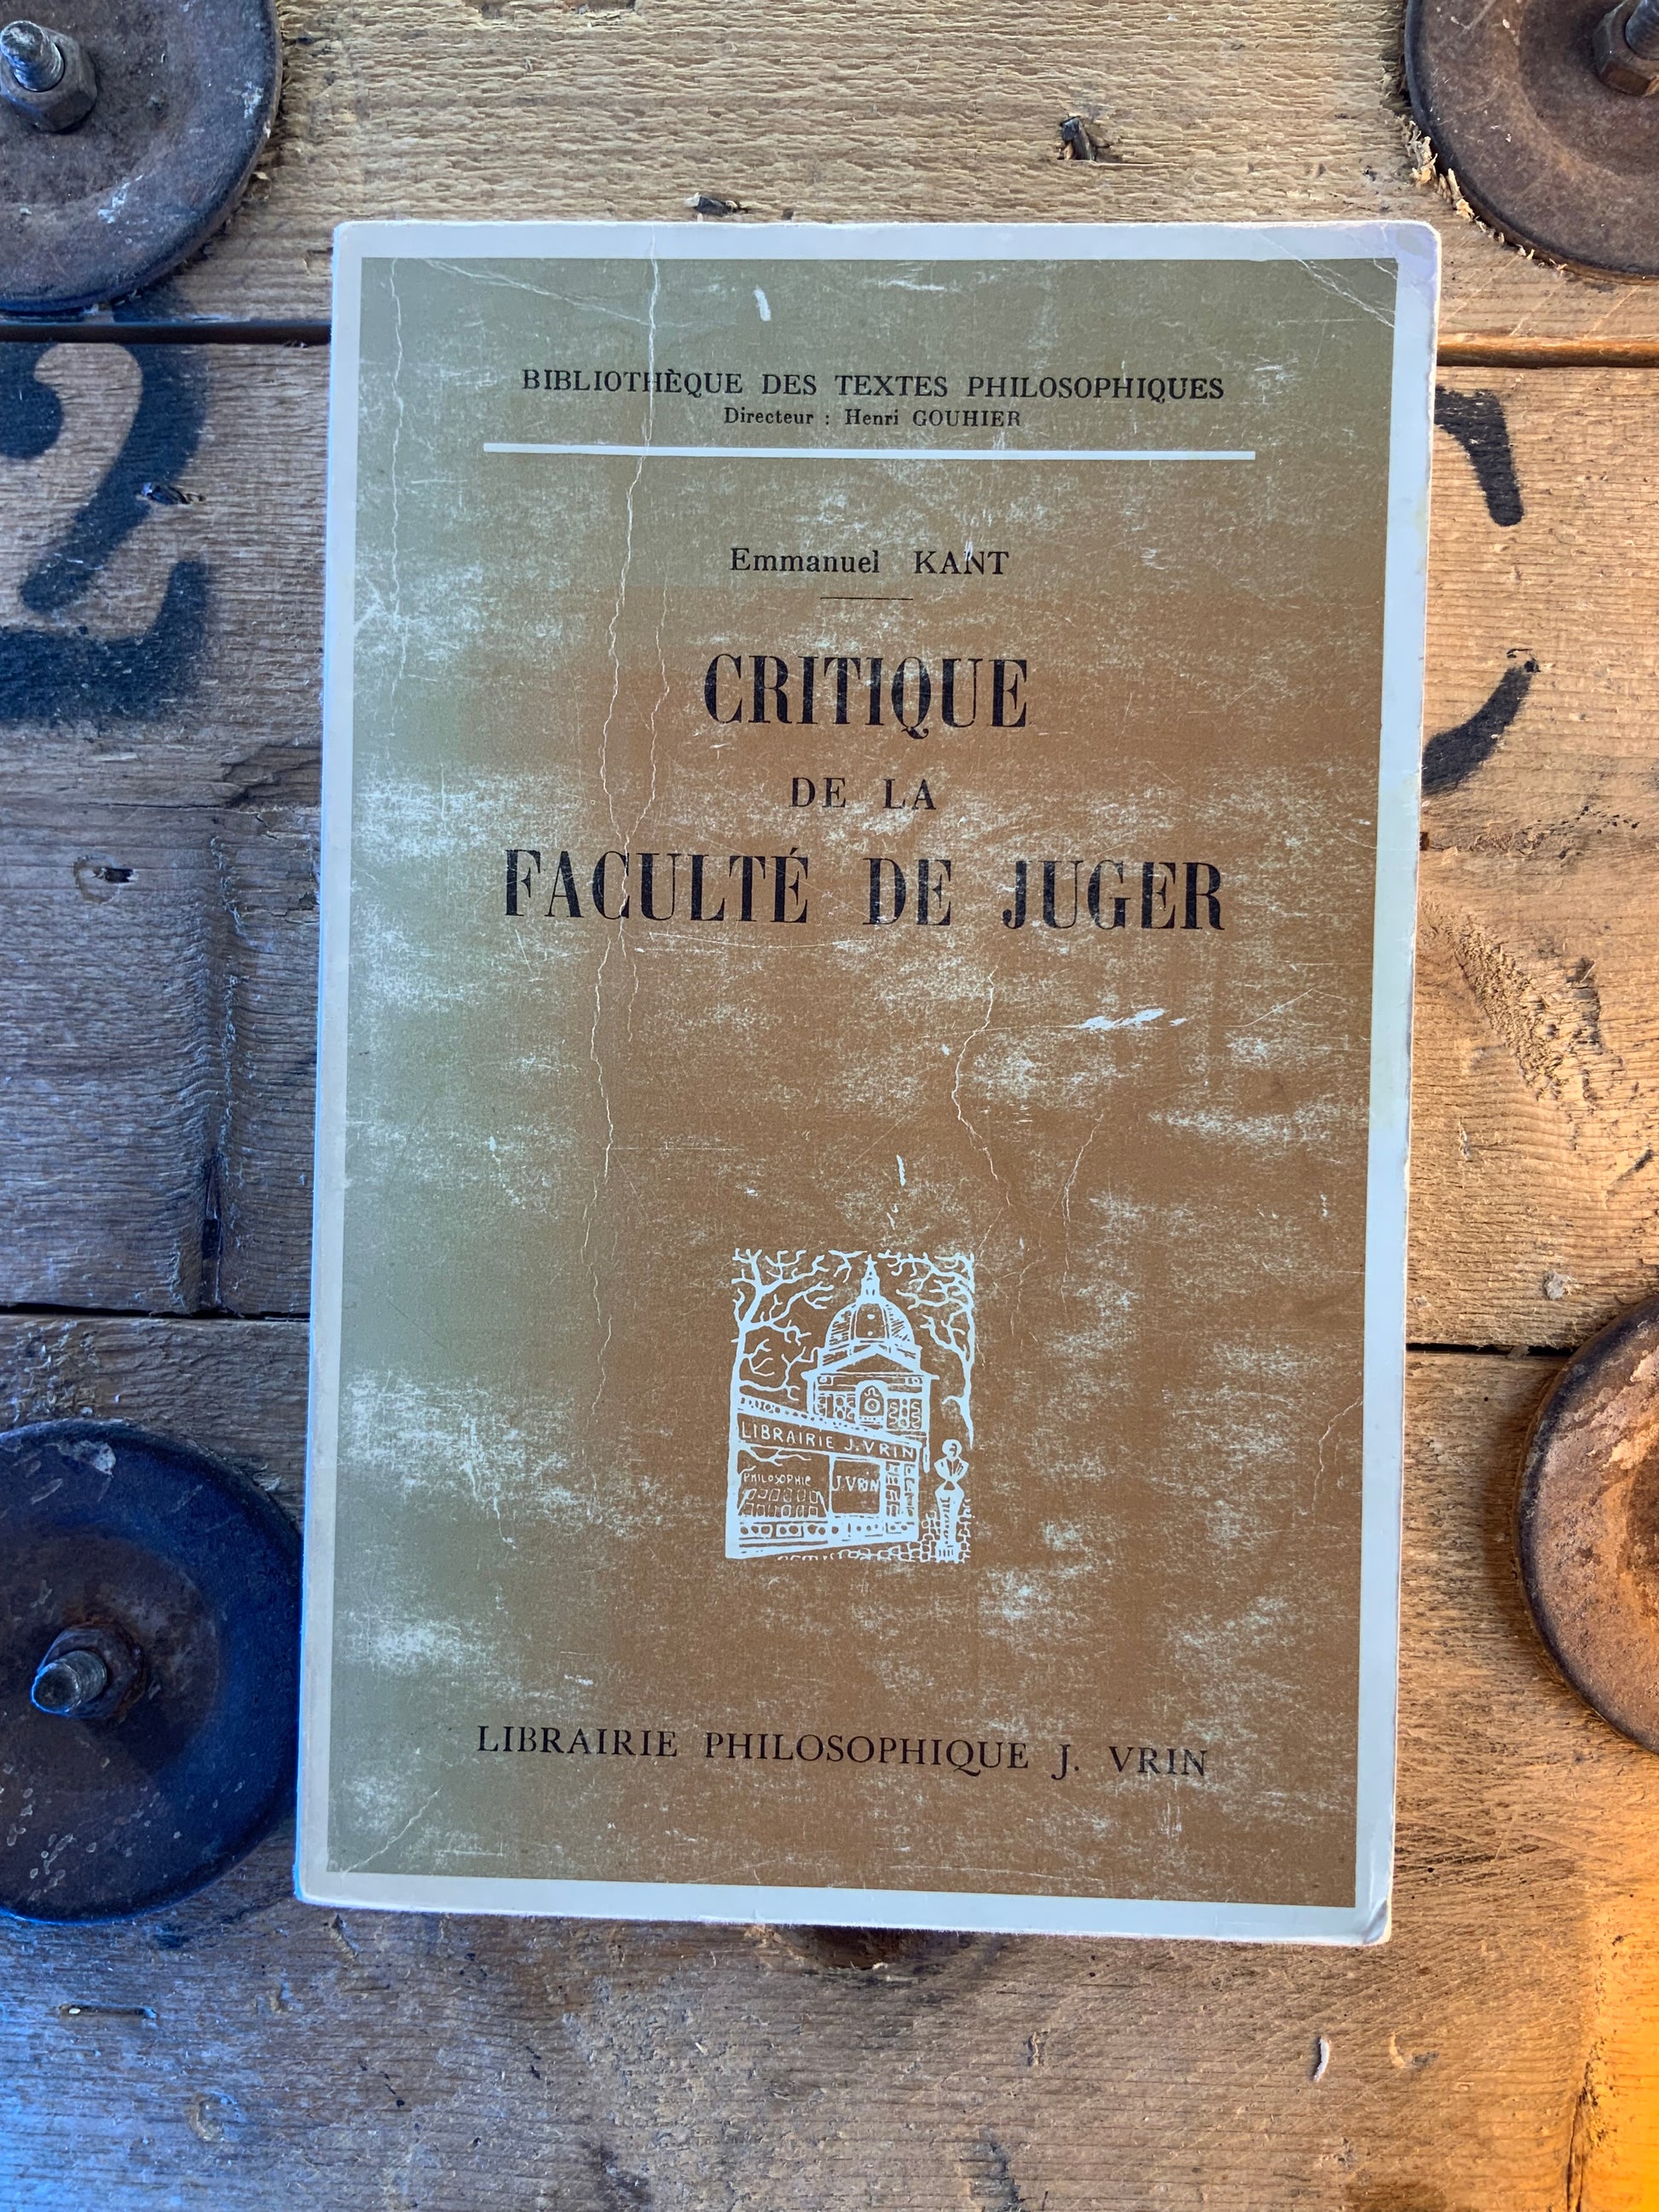 2
BIBLIOTHÈQUE DES TEXTES PHILOSOPHIQUES
Directeur : Henri GOUHIER
Emmanuel KANT
CRITIQUE
DE LA
FACULTÉ DE JUGER
LIBRAIRIE J. VRIN
PHILOSOPHIE
J. VRIN
LIBRAIRIE PHILOSOPHIQUE J. VRIN